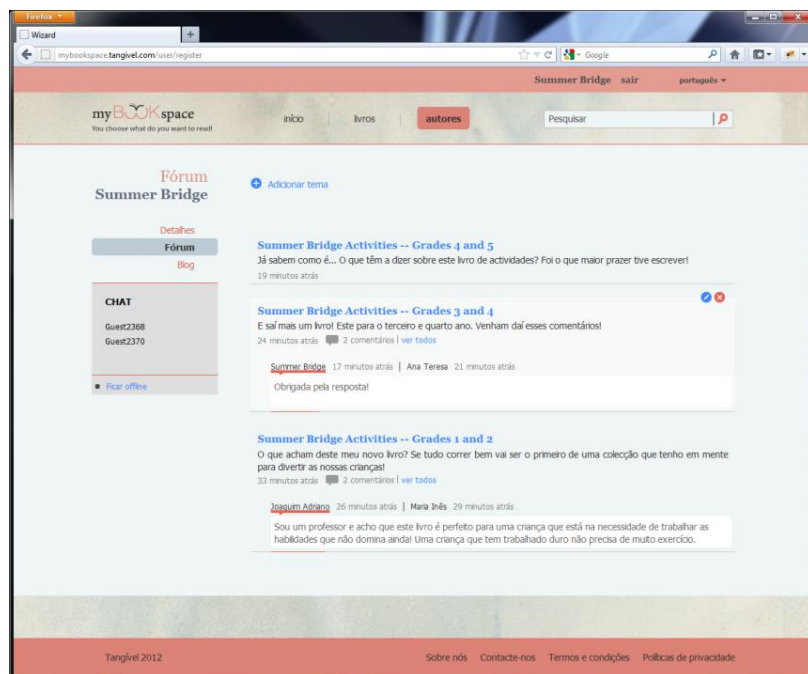 Firefox
Wizard
mybookspace.tangivel.com/user/register
Google
Summer Bridge sair português
myBOOKspace
You choose what do you want to read!
início livros autores
Pesquisar
Fórum
Summer Bridge
Adicionar tema
Detalhes
Fórum
Blog
CHAT
Guest2368
Guest2370
Ficar offline
Summer Bridge Activities -- Grades 4 and 5
Já sabem como é... O que têm a dizer sobre este livro de actividades? Foi o que maior prazer tive escrever!
19 minutos atrás
Summer Bridge Activities -- Grades 3 and 4
E saí mais um livro! Este para o terceiro e quarto ano. Venham daí esses comentários!
24 minutos atrás 2 comentários | ver todos
Summer Bridge 17 minutos atrás | Ana Teresa 21 minutos atrás
Obrigada pela resposta!
Summer Bridge Activities -- Grades 1 and 2
O que acham deste meu novo livro? Se tudo correr bem vai ser o primeiro de uma colecção que tenho em mente
para divertir as nossas crianças!
33 minutos atrás 2 comentários | ver todos
Joaquim Adriano 26 minutos atrás | Maria Inês 29 minutos atrás
Sou um professor e acho que este livro é perfeito para uma criança que está na necessidade de trabalhar as
habilidades que não domina ainda! Uma criança que tem trabalhado duro não precisa de muito exercício.
Tangível 2012
Sobre nós Contacte-nos Termos e condições Políticas de privacidade